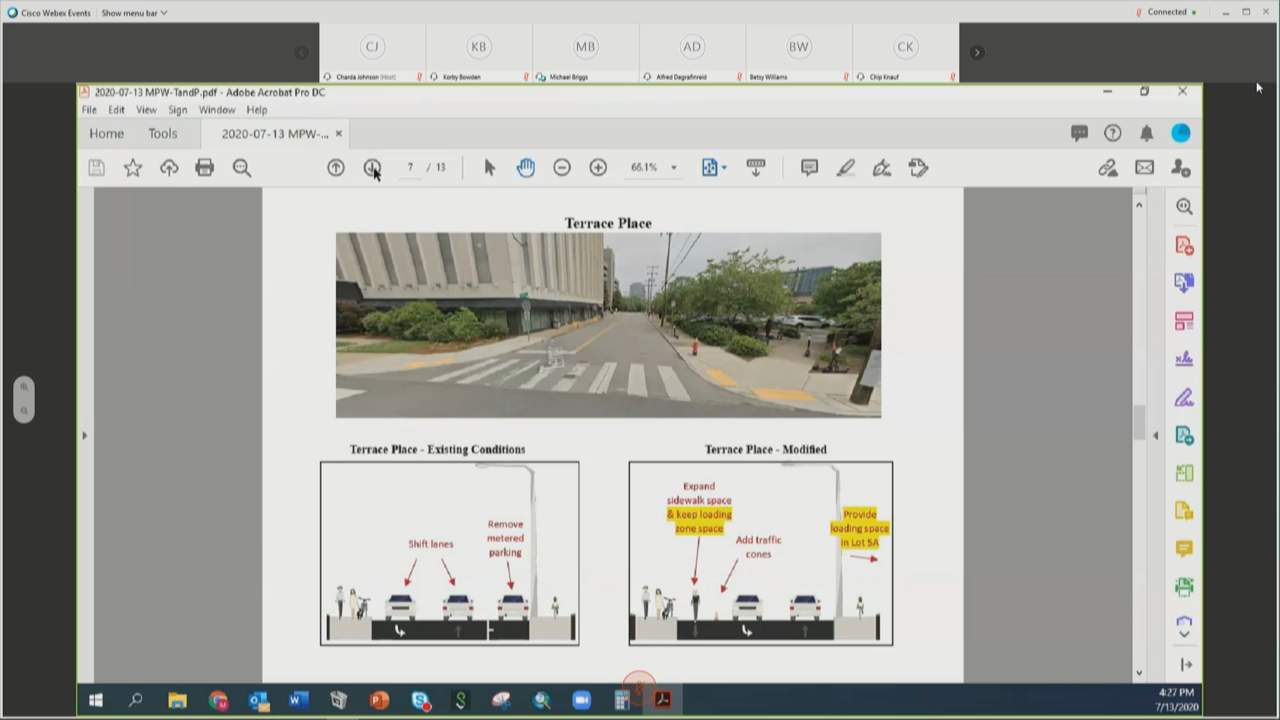 Cisco Webex Events
Show menu bar
Connected
CJ
KB
MB
AD
BW
CK
Charda Johnson (Host)
Korby Bowden
Michael Briggs
Alfred Degrafinreid
Betsy Williams
Chip Knauf
2020-07-13 MPW-TandP.pdf - Adobe Acrobat Pro DC
File Edit View Sign Window Help
Home
Tools
2020-07-13 MPW-... ×
7 / 13
66.1%
Terrace Place
Terrace Place - Existing Conditions
Shift lanes
Remove
metered
parking
Terrace Place - Modified
Expand
sidewalk space
& keep loading
zone space
Add traffic
cones
Provide
loading space
in Lot 5A
4:27 PM
7/13/2020